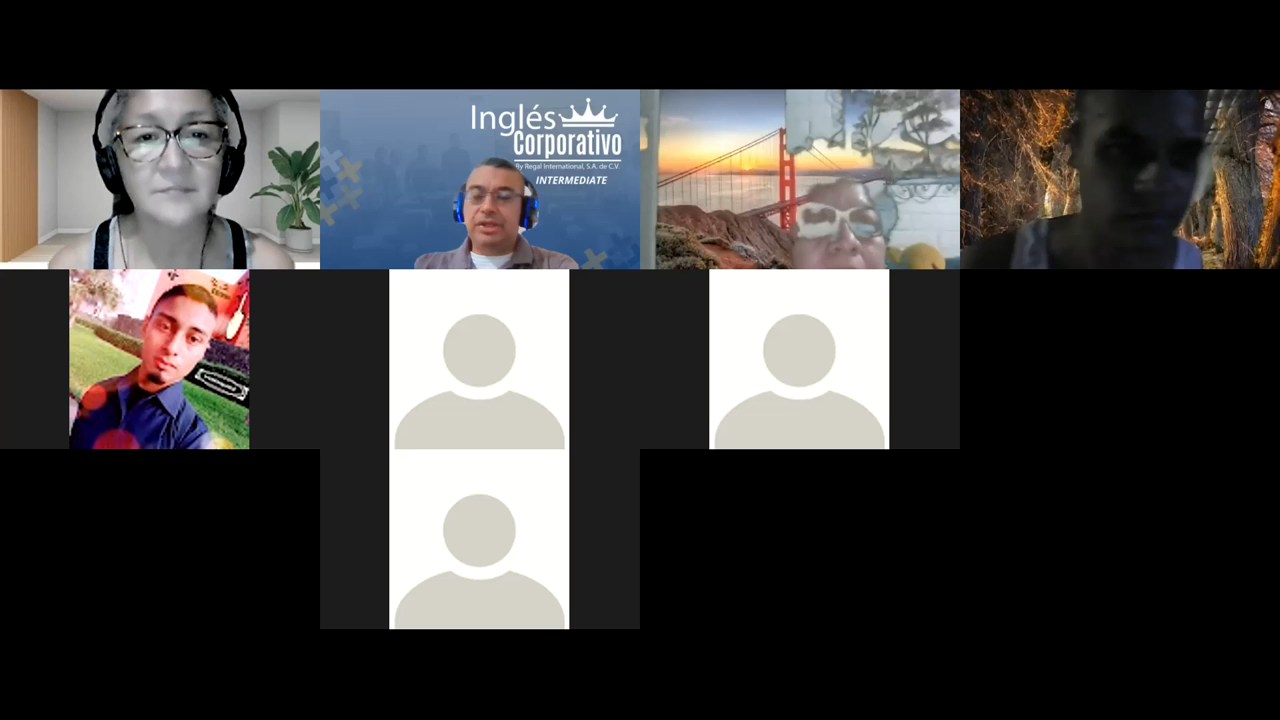 Inglés
Corporativo
By Regal International, S.A. de C.V.
INTERMEDIATE